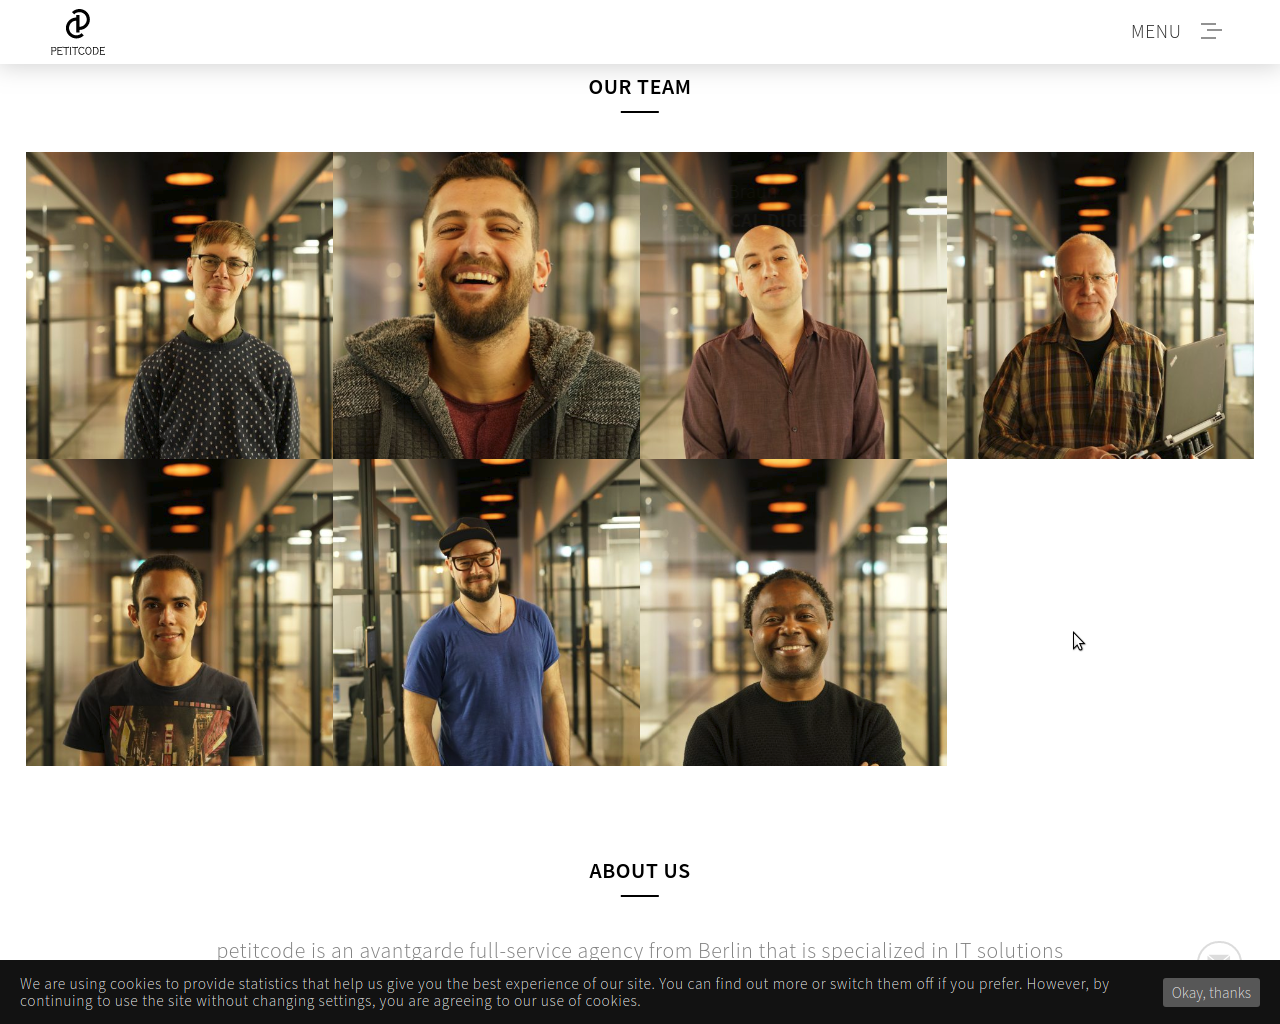 PETITCODE
MENU
OUR TEAM
ABOUT US
petitcode is an avantgarde full-service agency from Berlin that is specialized in IT solutions
We are using cookies to provide statistics that help us give you the best experience of our site. You can find out more or switch them off if you prefer. However, by
continuing to use the site without changing settings, you are agreeing to our use of cookies.
Okay, thanks